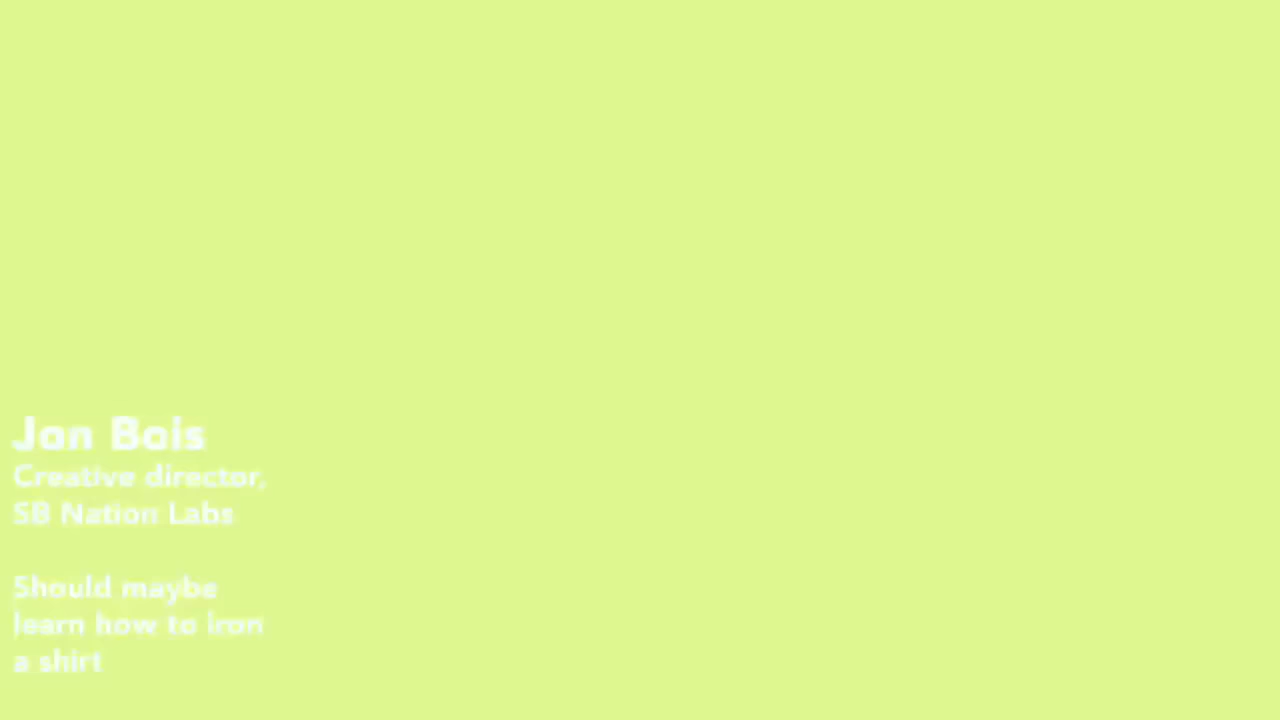 Jon Bois
Creative director,
SB Nation Labs
Should maybe
learn how to iron
a shirt